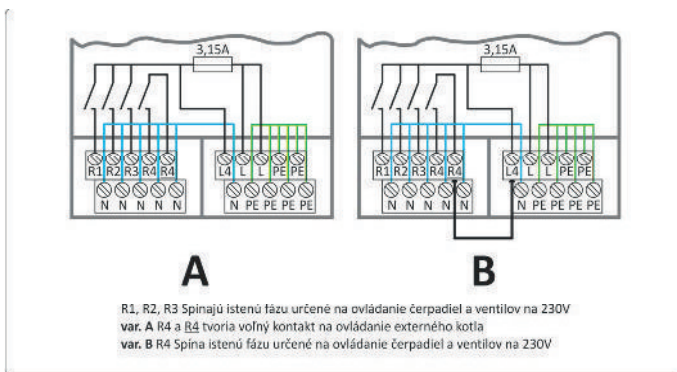 3,15A
3,15A
R1 R2 R3 R4 R4 L4 L L PE PE
N N N N N N PE PE PE PE
R1 R2 R3 R4 R4 L4 L L PE PE
N N N N N N PE PE PE PE
A
B
R1, R2, R3 Spínajú istenú fázu určené na ovládanie čerpadiel a ventilov na 230V
var. A R4 a R4 tvoria voľný kontakt na ovládanie externého kotla
var. B R4 Spína istenú fázu určené na ovládanie čerpadiel a ventilov na 230V